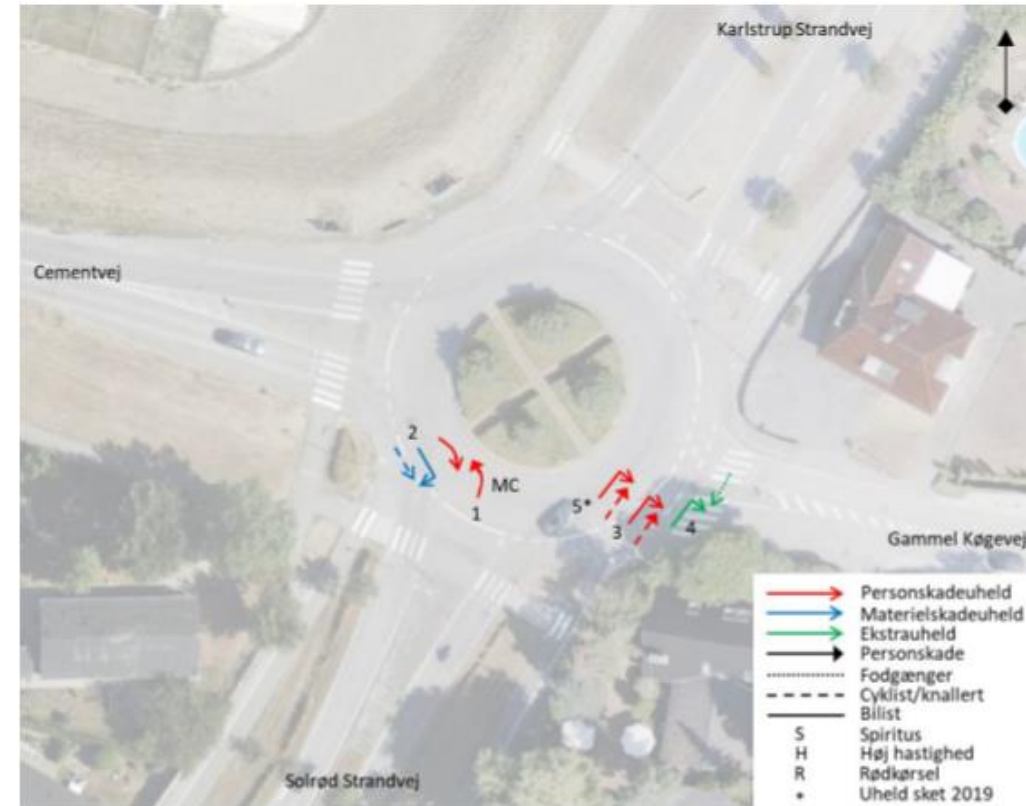 Karlstrup Strandvej
Cementvej
2
MC
1
5*
3
4
Gammel Køgevej
Personskadeuheld
Materielskadeuheld
Ekstrauheld
Personskade
Fodgænger
Cyklist/knallert
Bilist
S Spiritus
H Høj hastighed
R Rødkørsel
* Uheld sket 2019
Solrød Strandvej